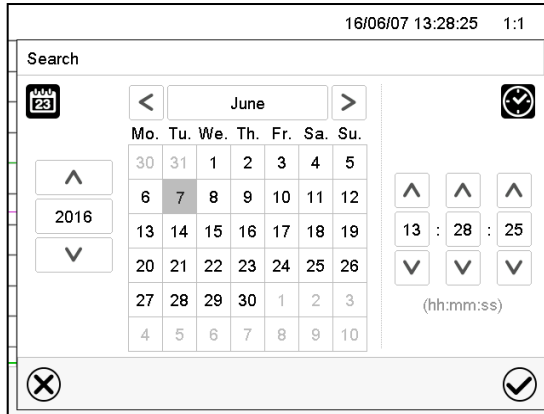 16/06/07 13:28:25 1:1
Search
23
< June >
Mo. Tu. We. Th. Fr. Sa. Su.
30 31 1 2 3 4 5
6 7 8 9 10 11 12
2016
13 14 15 16 17 18 19
13 : 28 : 25
20 21 22 23 24 25 26
27 28 29 30 1 2 3
(hh:mm:ss)
4 5 6 7 8 9 10